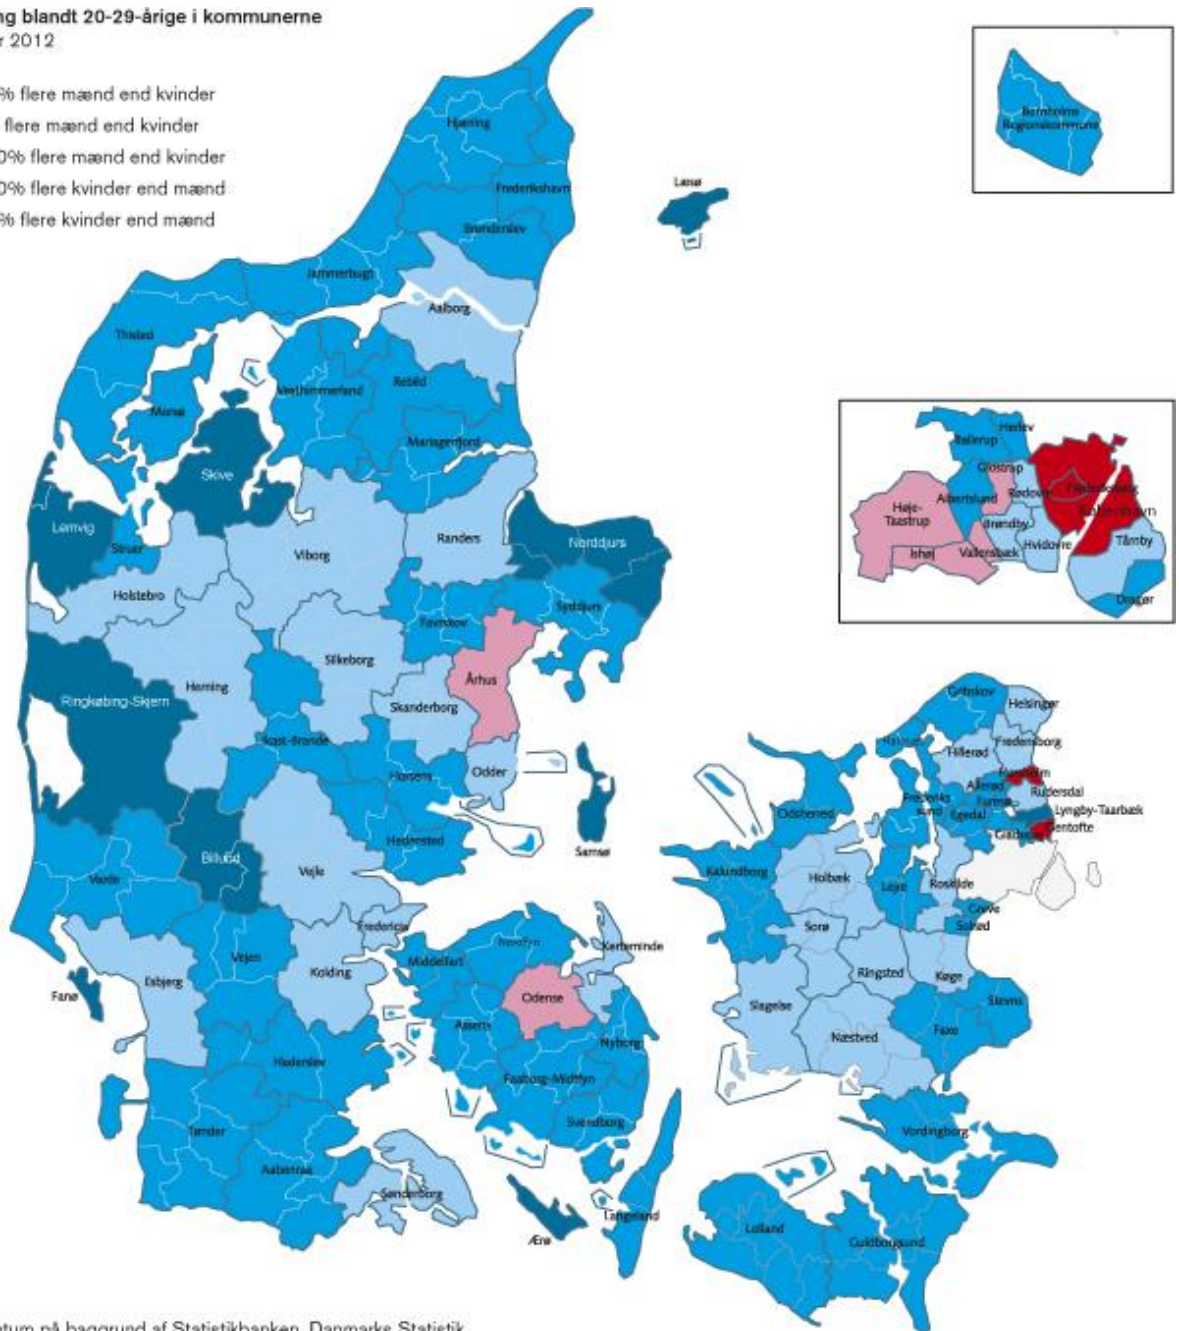 ng blandt 20-29-årige i kommunerne
r 2012
% flere mænd end kvinder
flere mænd end kvinder
0% flere mænd end kvinder
0% flere kvinder end mænd
% flere kvinder end mænd
Hjørring
Frederikshavn
Brønderslev
Læsø
Bornholms
Regionskommune
Jammerbugt
Aalborg
Thisted
Vesthimmerland
Rebild
Morsø
Mariagerfjord
Skive
Lemvig
Struer
Viborg
Randers
Norddjurs
Holstebro
Favrskov
Syddjurs
Silkeborg
Århus
Herning
Ringkøbing-Skjern
Skanderborg
Ikast-Brande
Horsens
Odder
Hedensted
Samsø
Billund
Vejle
Varde
Fredericia
Vejen
Kolding
Esbjerg
Fanø
Middelfart
Nordfyn
Kerteminde
Odense
Assens
Nyborg
Haderslev
Faaborg-Midtfyn
Svendborg
Tønder
Aabenraa
Sønderborg
Ærø
Langeland
Herlev
Ballerup
Glostrup
Albertslund
Rødovre
Frederiksberg
København
Høje-
Taastrup
Brøndby
Ishøj
Vallensbæk
Hvidovre
Tårnby
Dragør
Gribskov
Helsingør
Halsnæs
Hillerød
Fredensborg
Hørsholm
Allerød
Rudersdal
Frederiks
sund
Furesø
Egedal
Lyngby-Taarbæk
Gentofte
Odsherred
Kalundborg
Holbæk
Lejre
Roskilde
Greve
Solrød
Sorø
Ringsted
Køge
Slagelse
Stevns
Næstved
Faxe
Vordingborg
Lolland
Guldborgsund
ntum på baggrund af Statistikbanken, Danmarks Statistik